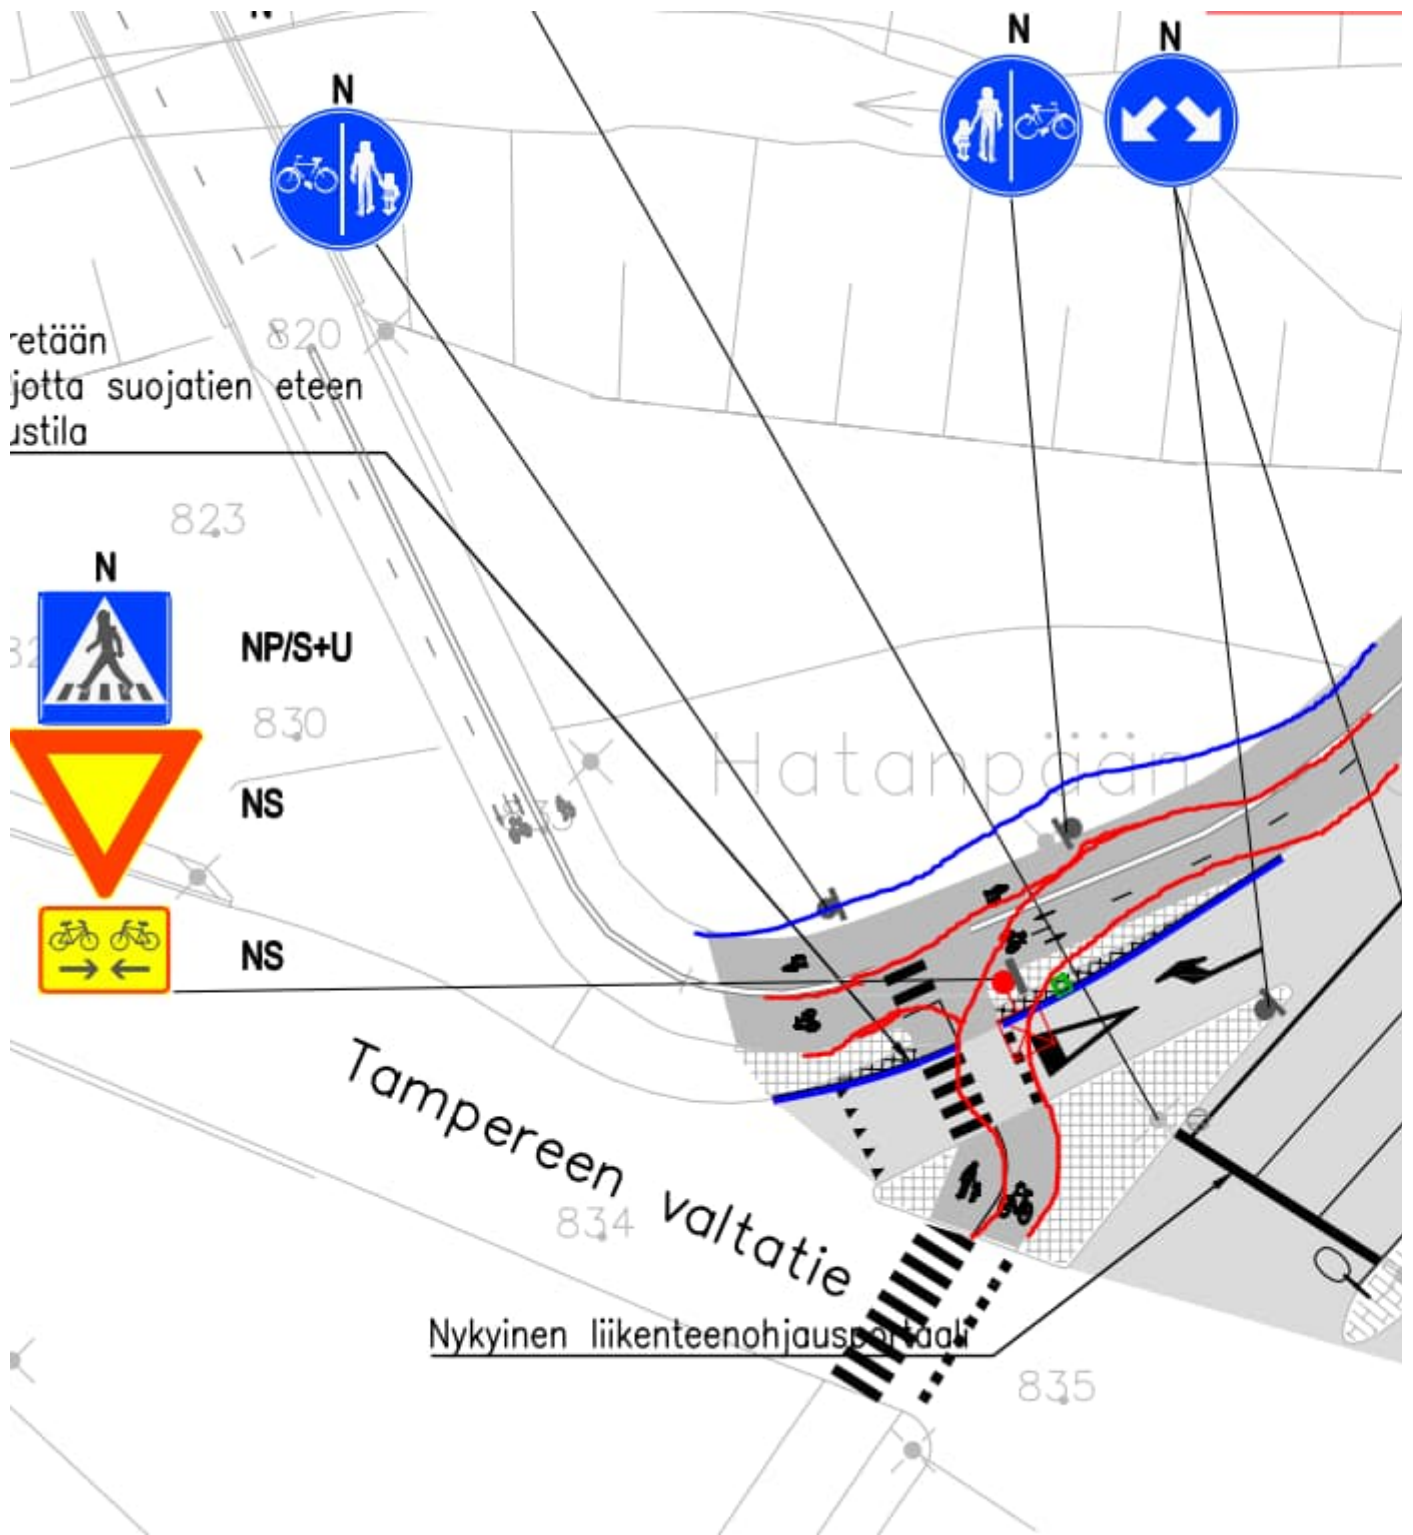 N
N
N
N
820
retään
jotta suojatien eteen
ustila
823
N
NP/S+U
830
Hatanpään
NS
NS
Tampereen valtatie
834
Nykyinen liikenteenohjausportaali
835